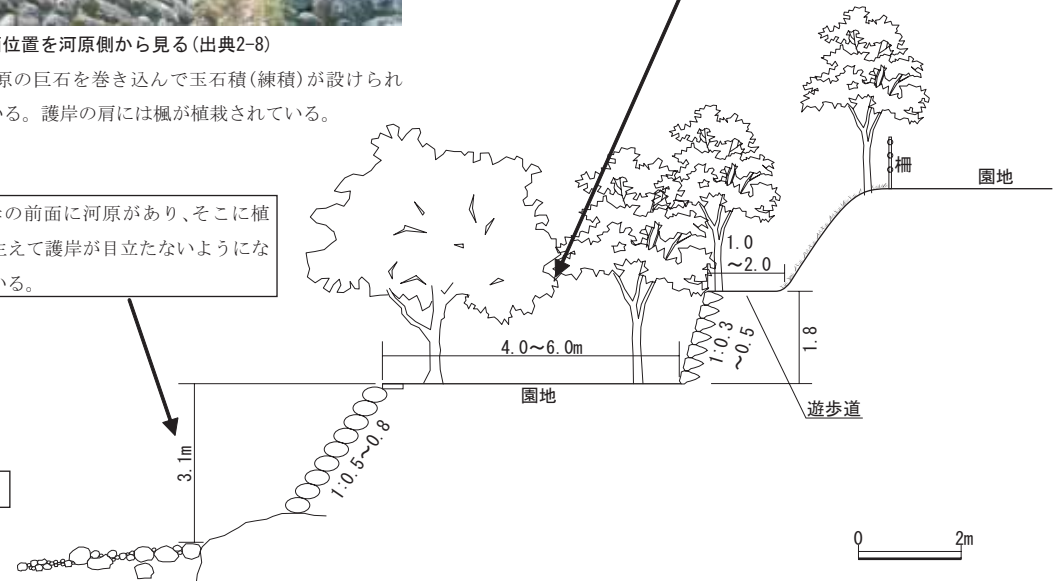 位置を河原側から見る(出典2-8)
原の巨石を巻き込んで玉石積(練積)が設けられ
いる。護岸の肩には楓が植栽されている。
の前面に河原があり、そこに植
生えて護岸が目立たないようにな
いる。
柵
園地
1.0
～2.0
1:0.3
～0.5
1.8
4.0～6.0m
園地
遊歩道
3.1m
1:0.5～0.8
0 2m